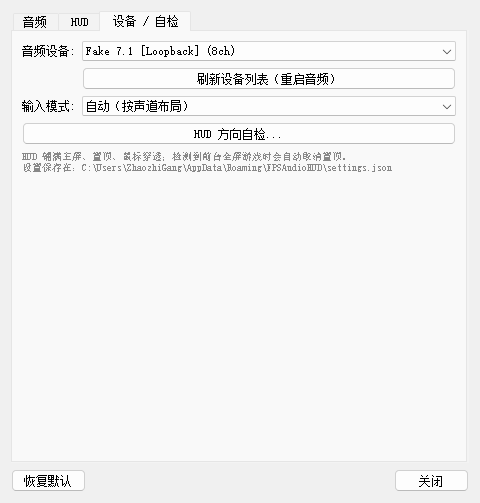 音频 HUD 设备 / 自检
音频设备: Fake 7.1 [Loopback] (8ch)
刷新设备列表（重启音频）
输入模式: 自动（按声道布局）
HUD 方向自检...
HUD 铺满主屏、置顶、鼠标穿透；检测到前台全屏游戏时会自动取消置顶。
设置保存在: C:\Users\ZhaozhiGang\AppData\Roaming\FPSAudioHUD\settings.json
恢复默认 关闭